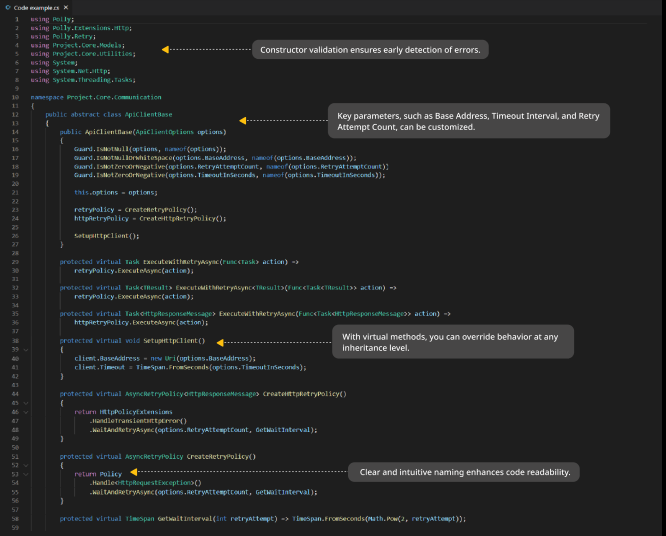 Code example.cs
1 using Polly;
2 using Polly.Extensions.Http;
3 using Polly.Retry;
4 using Project.Core.Models;
5 using Project.Core.Utilities;
6 using System;
7 using System.Net.Http;
8 using System.Threading.Tasks;
Constructor validation ensures early detection of errors.
9
10 namespace Project.Core.Communication
11 {
12 public abstract class ApiClientBase
13 {
Key parameters, such as Base Address, Timeout Interval, and Retry
Attempt Count, can be customized.
14 public ApiClientBase(ApiClientOptions options)
15 {
16 Guard.IsNotNull(options, nameof(options));
17 Guard.IsNotNullOrWhiteSpace(options.BaseAddress, nameof(options.BaseAddress));
18 Guard.IsNotZeroOrNegative(options.RetryAttemptCount, nameof(options.RetryAttemptCount))
19 Guard.IsNotZeroOrNegative(options.TimeoutInSeconds, nameof(options.TimeoutInSeconds));
20
21 this.options = options;
22
23 retryPolicy = CreateRetryPolicy();
24 httpRetryPolicy = CreateHttpRetryPolicy();
25
26 SetupHttpClient();
27 }
28
29 protected virtual Task ExecuteWithRetryAsync(Func<Task> action) =>
30 retryPolicy.ExecuteAsync(action);
31
32 protected virtual Task<TResult> ExecuteWithRetryAsync<TResult>(Func<Task<TResult>> action) =>
33 retryPolicy.ExecuteAsync(action);
34
35 protected virtual Task<HttpResponseMessage> ExecuteWithRetryAsync(Func<Task<HttpResponseMessage>> action) =>
36 httpRetryPolicy.ExecuteAsync(action);
37
38 protected virtual void SetupHttpClient()
39 {
40 client.BaseAddress = new Uri(options.BaseAddress);
41 client.Timeout = TimeSpan.FromSeconds(options.TimeoutInSeconds);
42 }
With virtual methods, you can override behavior at any
inheritance level.
43
44 protected virtual AsyncRetryPolicy<HttpResponseMessage> CreateHttpRetryPolicy()
45 {
46 return HttpPolicyExtensions
47 .HandleTransientHttpError()
48 .WaitAndRetryAsync(options.RetryAttemptCount, GetWaitInterval);
49 }
50
51 protected virtual AsyncRetryPolicy CreateRetryPolicy()
52 {
53 return Policy
54 .Handle<HttpRequestException>()
55 .WaitAndRetryAsync(options.RetryAttemptCount, GetWaitInterval);
56 }
Clear and intuitive naming enhances code readability.
57
58 protected virtual TimeSpan GetWaitInterval(int retryAttempt) => TimeSpan.FromSeconds(Math.Pow(2, retryAttempt));
59